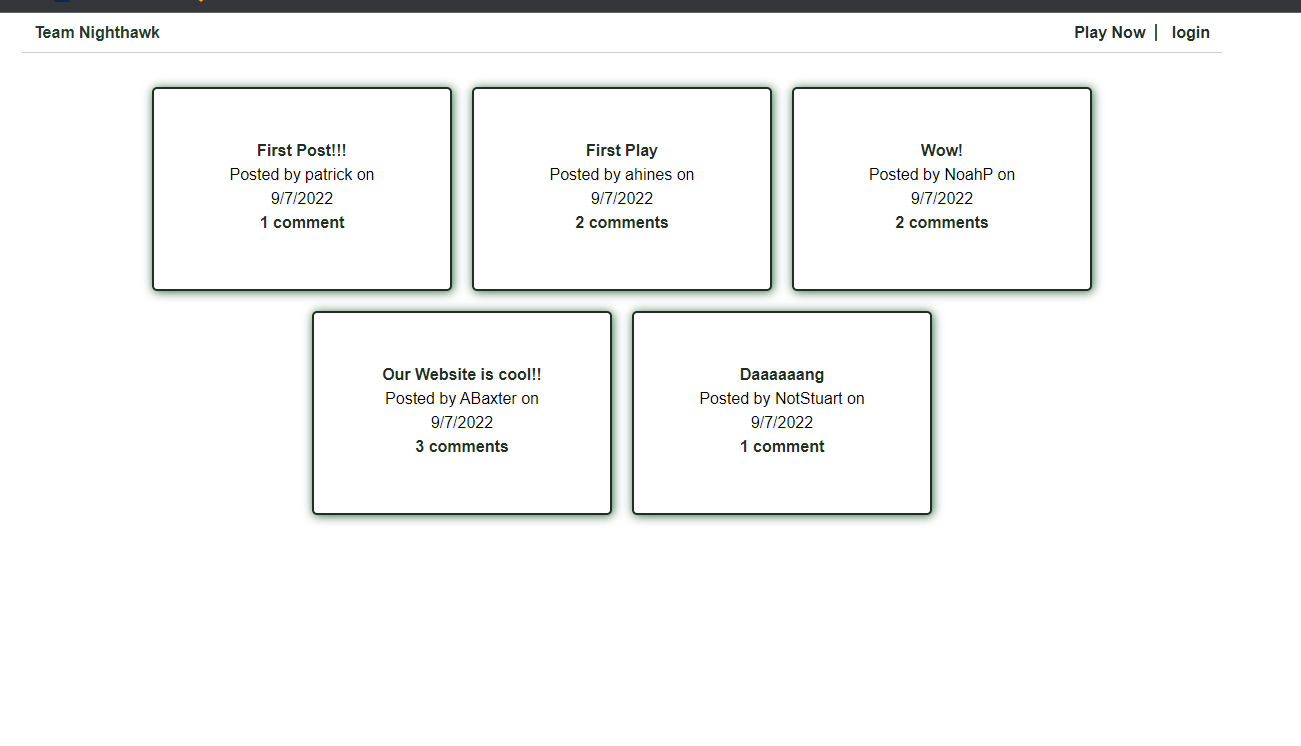 Team Nighthawk
Play Now | login
First Post!!!
Posted by patrick on
9/7/2022
1 comment
First Play
Posted by ahines on
9/7/2022
2 comments
Wow!
Posted by NoahP on
9/7/2022
2 comments
Our Website is cool!!
Posted by ABaxter on
9/7/2022
3 comments
Daaaaaang
Posted by NotStuart on
9/7/2022
1 comment